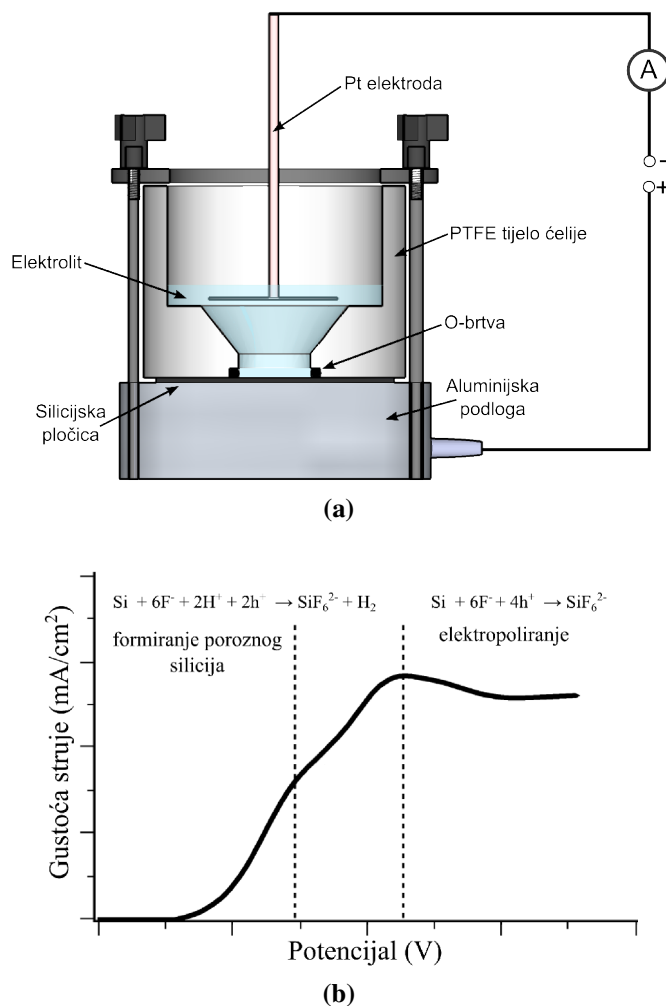 Pt elektroda
A
-
+
PTFE tijelo ćelije
Elektrolit
O-brtva
Silicijska
pločica
Aluminijska
podloga
(a)
Si + 6F⁻ + 2H⁺ + 2h⁺ → SiF₆²⁻ + H₂
formiranje poroznog
silicija
Si + 6F⁻ + 4h⁺ → SiF₆²⁻
elektropoliranje
Gustoća struje (mA/cm²)
Potencijal (V)
(b)